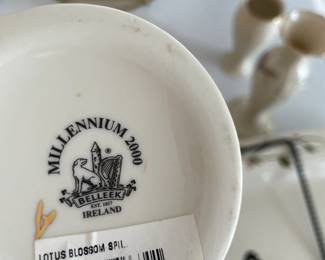 MILLENNIUM 2000
®
BELLEEK
EST. 1857
IRELAND
LOTUS BLOSSOM SPIL